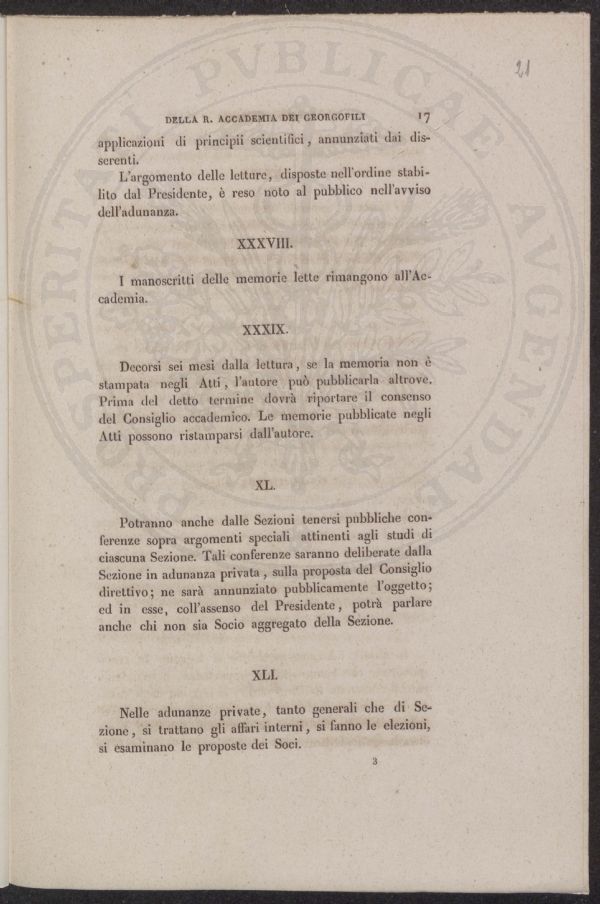 21
DELLA R. ACCADEMIA DEI GEORGOFILI 17
applicazioni di principii scientifici, annunziati dai dis-
serenti.
L'argomento delle letture, disposte nell'ordine stabi-
lito dal Presidente, è reso noto al pubblico nell'avviso
dell'adunanza.
XXXVIII.
I manoscritti delle memorie lette rimangono all'Ac-
cademia.
XXXIX.
Decorsi sei mesi dalla lettura, se la memoria non è
stampata negli Atti, l'autore può pubblicarla altrove.
Prima del detto termine dovrà riportare il consenso
del Consiglio accademico. Le memorie pubblicate negli
Atti possono ristamparsi dall'autore.
XL.
Potranno anche dalle Sezioni tenersi pubbliche con-
ferenze sopra argomenti speciali attinenti agli studi di
ciascuna Sezione. Tali conferenze saranno deliberate dalla
Sezione in adunanza privata, sulla proposta del Consiglio
direttivo; ne sarà annunziato pubblicamente l'oggetto;
ed in esse, coll'assenso del Presidente, potrà parlare
anche chi non sia Socio aggregato della Sezione.
XLI.
Nelle adunanze private, tanto generali che di Se-
zione, si trattano gli affari interni, si fanno le elezioni,
si esaminano le proposte dei Soci.
3
PROSPERITATI PVBLICAE AVGENDAE